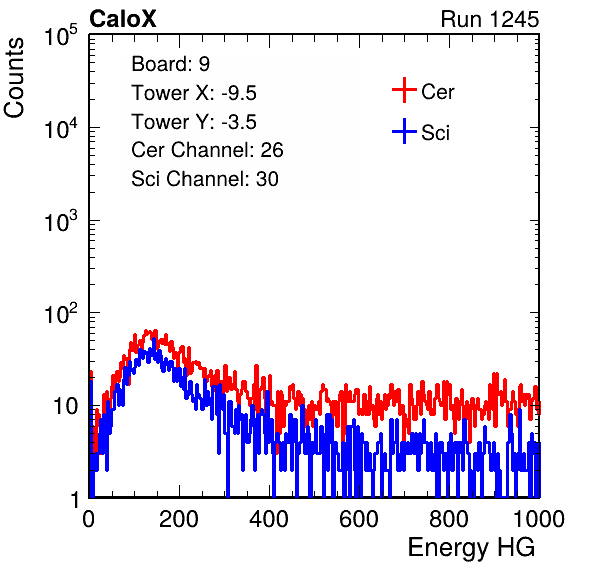 CaloX Run 1245
Counts
10^5
10^4
10^3
10^2
10
1
Board: 9
Tower X: -9.5
Tower Y: -3.5
Cer Channel: 26
Sci Channel: 30
Cer
Sci
0 200 400 600 800 1000
Energy HG